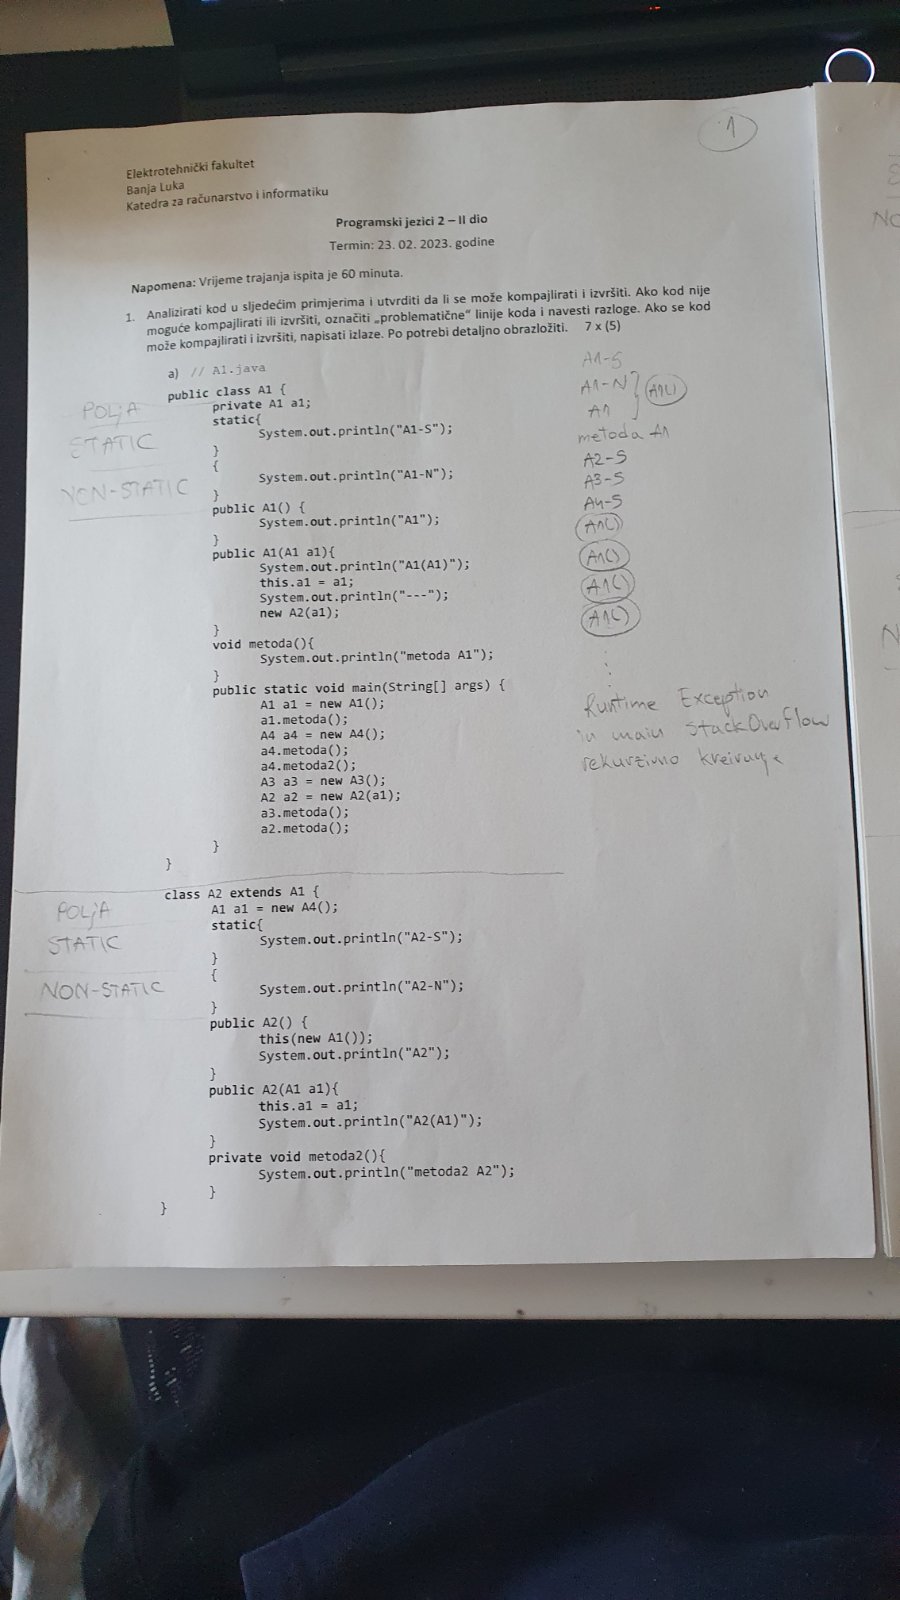 1
Elektrotehnički fakultet
Banja Luka
Katedra za računarstvo i informatiku
Programski jezici 2 – II dio
Termin: 23. 02. 2023. godine
Napomena: Vrijeme trajanja ispita je 60 minuta.
1. Analizirati kod u sljedećim primjerima i utvrditi da li se može kompajlirati i izvršiti. Ako kod nije
moguće kompajlirati ili izvršiti, označiti „problematične“ linije koda i navesti razloge. Ako se kod
može kompajlirati i izvršiti, napisati izlaze. Po potrebi detaljno obrazložiti. 7 x (5)
a) // A1.java
public class A1 {
private A1 a1;
static{
System.out.println("A1-S");
}
{
System.out.println("A1-N");
}
public A1() {
System.out.println("A1");
}
public A1(A1 a1){
System.out.println("A1(A1)");
this.a1 = a1;
System.out.println("---");
new A2(a1);
}
void metoda(){
System.out.println("metoda A1");
}
public static void main(String[] args) {
A1 a1 = new A1();
a1.metoda();
A4 a4 = new A4();
a4.metoda();
a4.metoda2();
A3 a3 = new A3();
A2 a2 = new A2(a1);
a3.metoda();
a2.metoda();
}
}
POLJA
STATIC
NON-STATIC
A1-S
A1-N
A1
A1()
metoda A1
A2-S
A3-S
A4-S
A1()
A1()
A1()
A1()
Runtime Exception
in main StackOverflow
rekurzivno
class A2 extends A1 {
A1 a1 = new A4();
static{
System.out.println("A2-S");
}
{
System.out.println("A2-N");
}
public A2() {
this(new A1());
System.out.println("A2");
}
public A2(A1 a1){
this.a1 = a1;
System.out.println("A2(A1)");
}
private void metoda2(){
System.out.println("metoda2 A2");
}
}
POLJA
STATIC
NON-STATIC